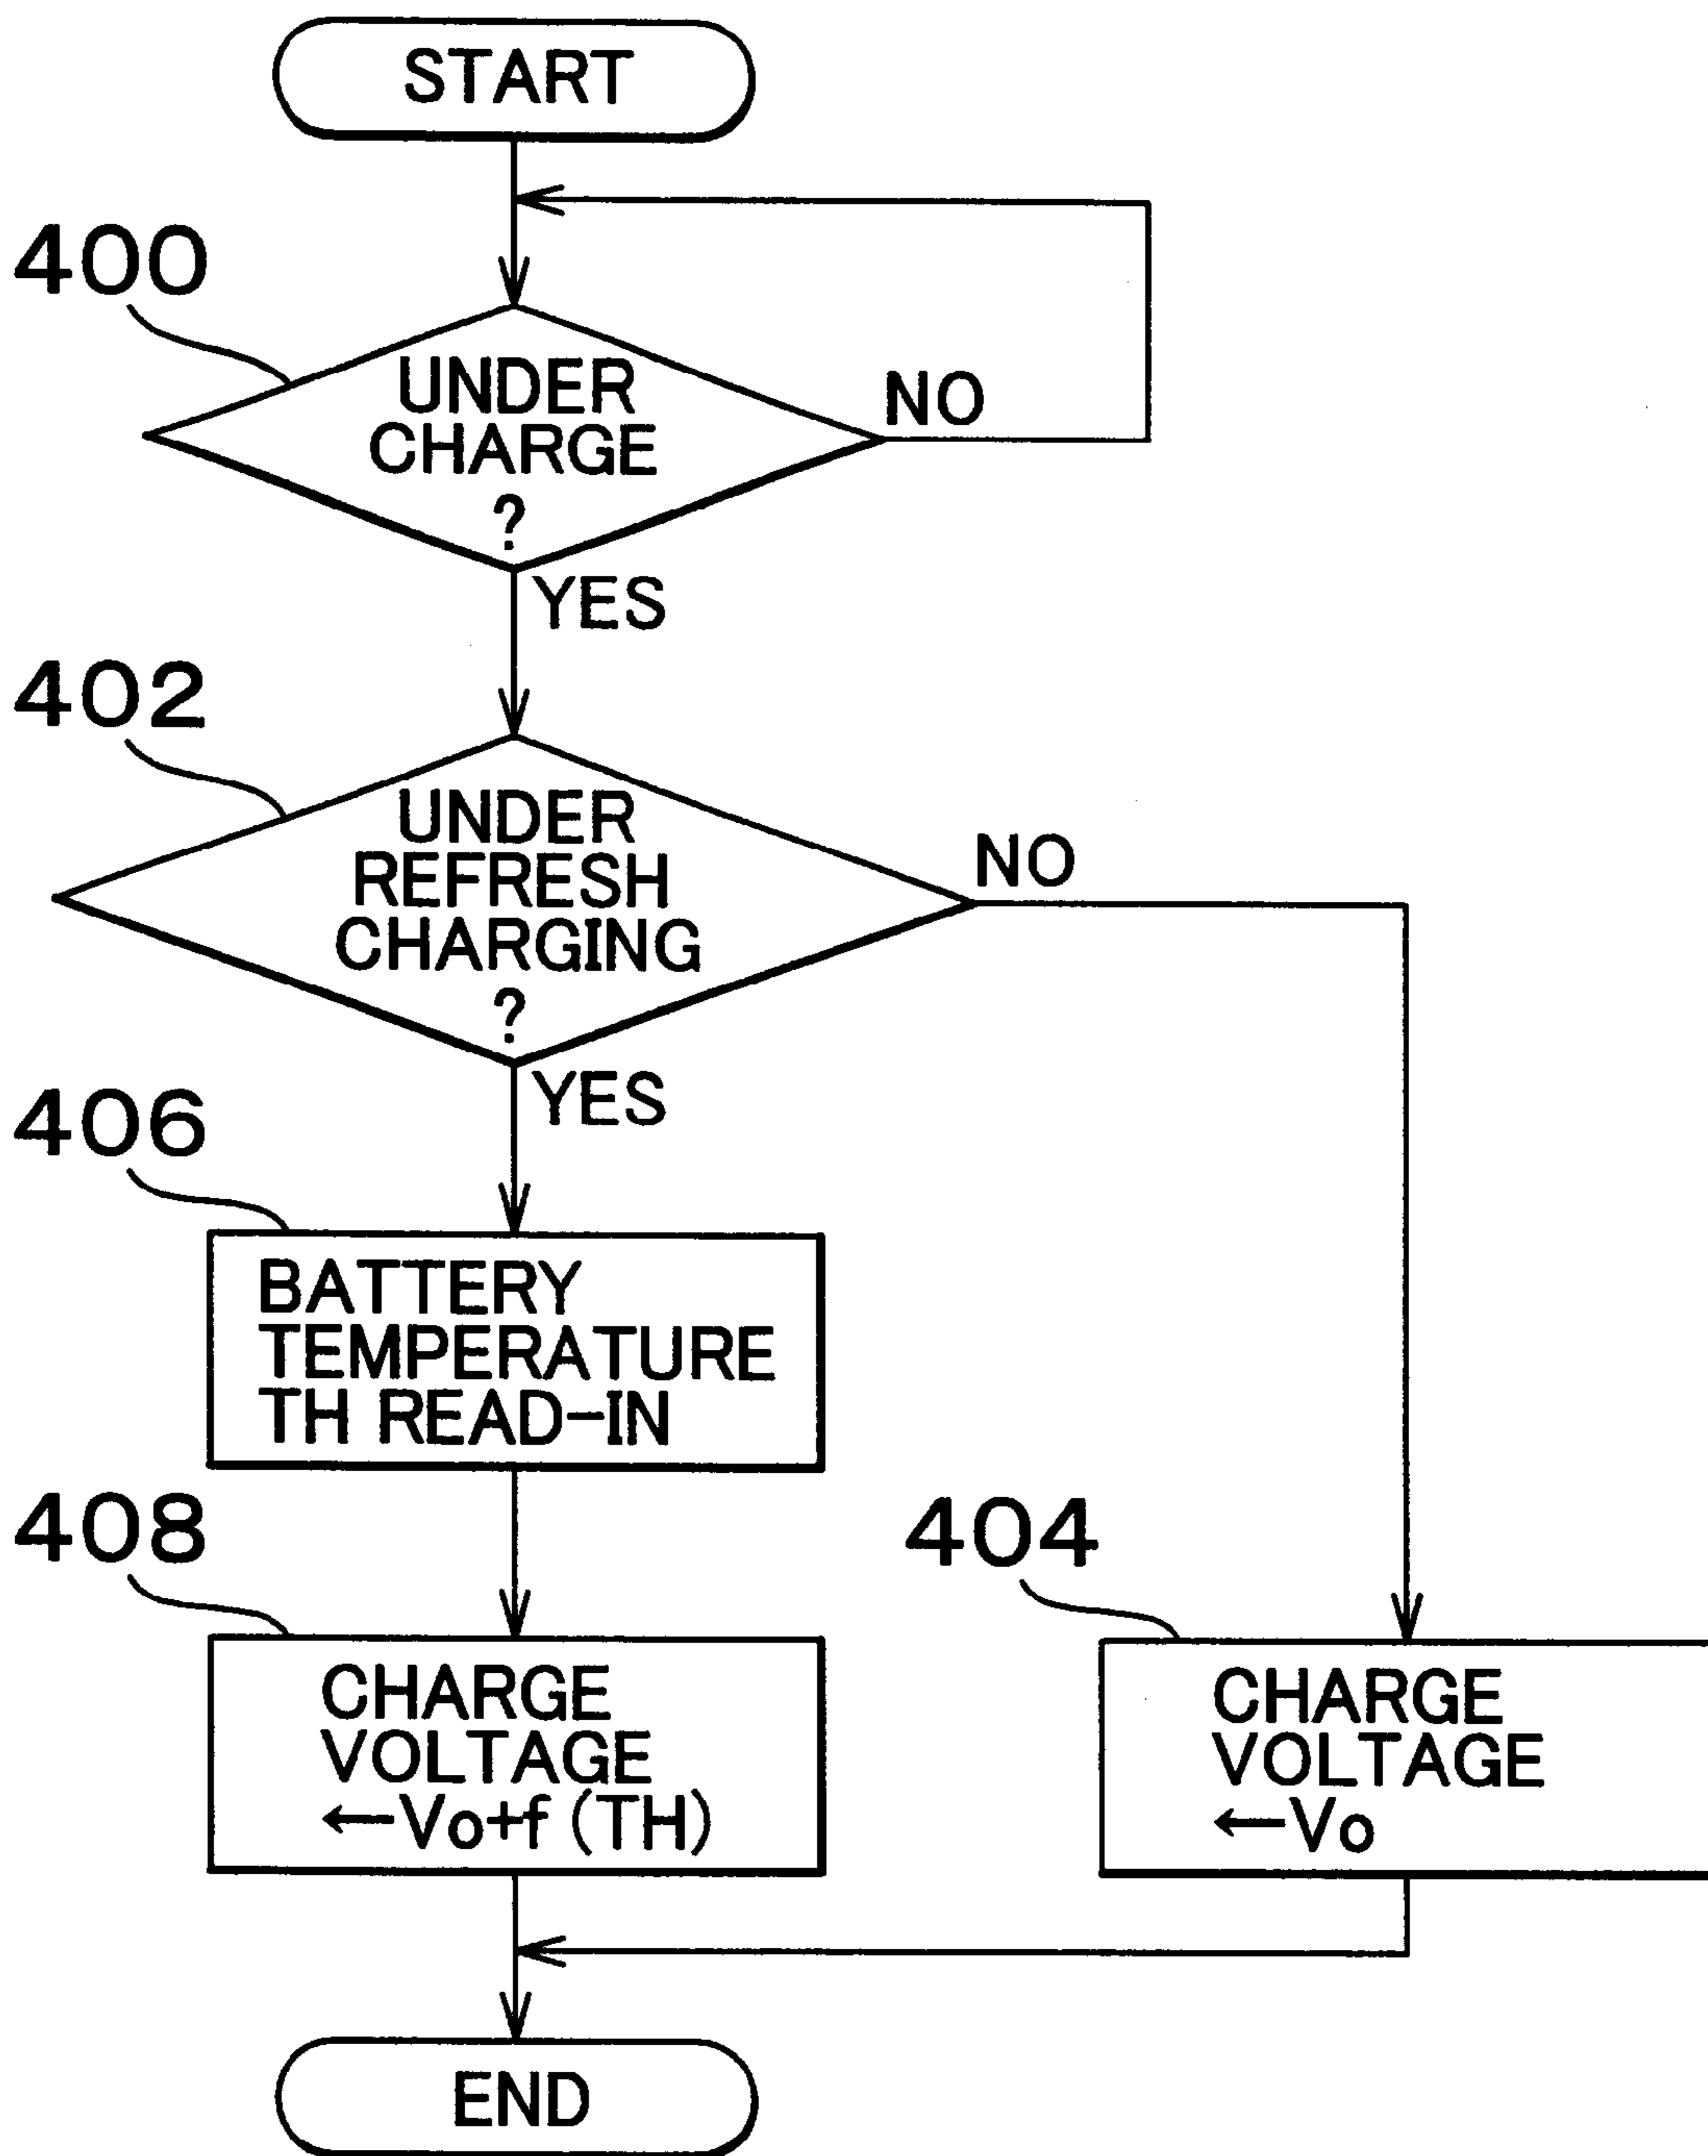 START
400
UNDER
CHARGE
?
NO
YES
402
UNDER
REFRESH
CHARGING
?
NO
YES
406
BATTERY
TEMPERATURE
TH READ-IN
408
CHARGE
VOLTAGE
←Vo+f (TH)
404
CHARGE
VOLTAGE
←Vo
END